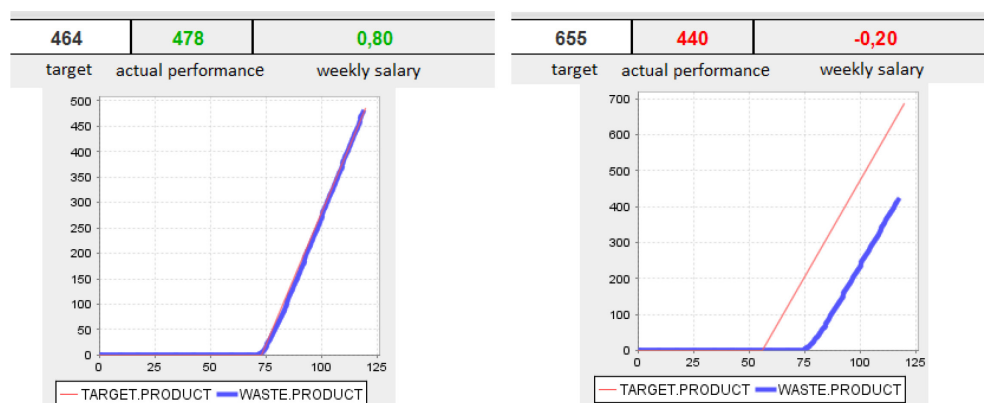 464 478 0,80
target actual performance weekly salary
500
450
400
350
300
250
200
150
100
50
0
0 25 50 75 100 125
TARGET.PRODUCT WASTE.PRODUCT
655 440 -0,20
target actual performance weekly salary
700
600
500
400
300
200
100
0
0 25 50 75 100 125
TARGET.PRODUCT WASTE.PRODUCT